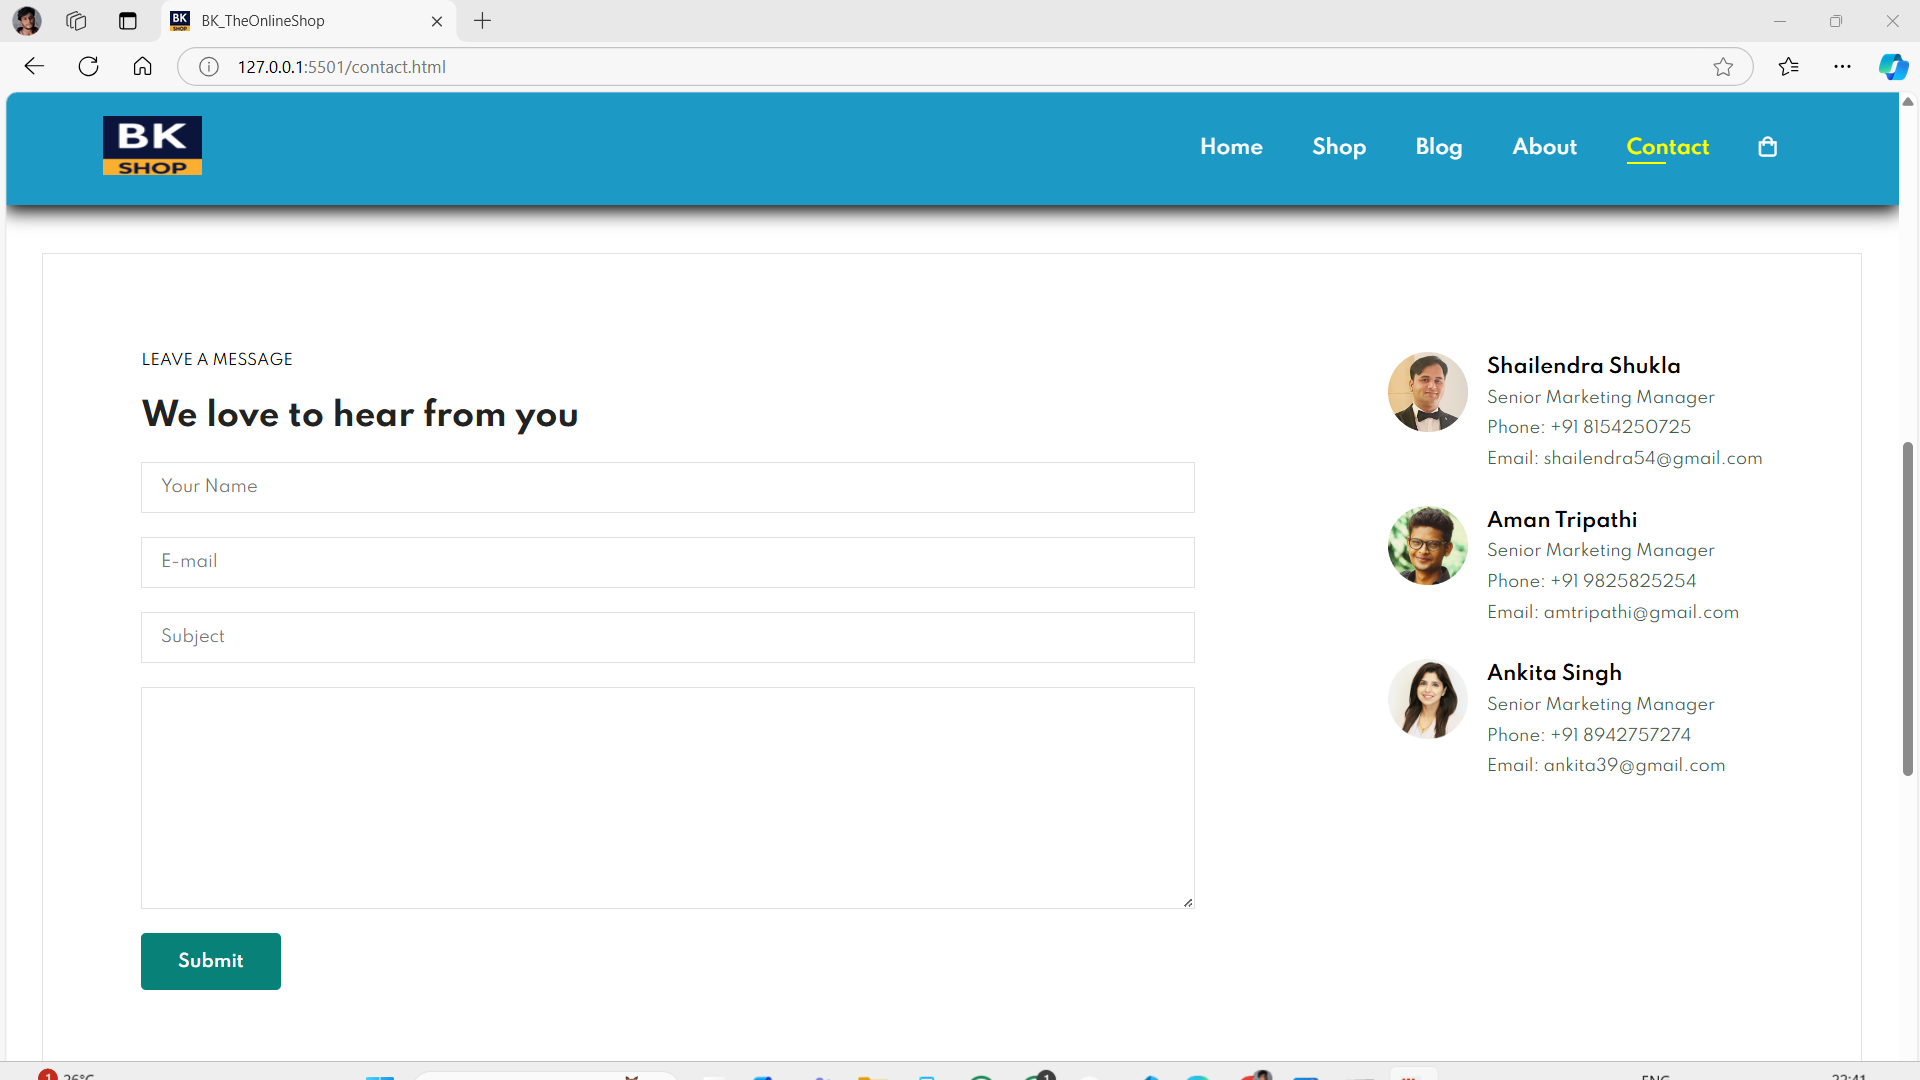 BK_TheOnlineShop
127.0.0.1:5501/contact.html
BK
SHOP
Home
Shop
Blog
About
Contact
LEAVE A MESSAGE
We love to hear from you
Your Name
E-mail
Subject
Submit
Shailendra Shukla
Senior Marketing Manager
Phone: +91 8154250725
Email: shailendra54@gmail.com
Aman Tripathi
Senior Marketing Manager
Phone: +91 9825825254
Email: amtripathi@gmail.com
Ankita Singh
Senior Marketing Manager
Phone: +91 8942757274
Email: ankita39@gmail.com